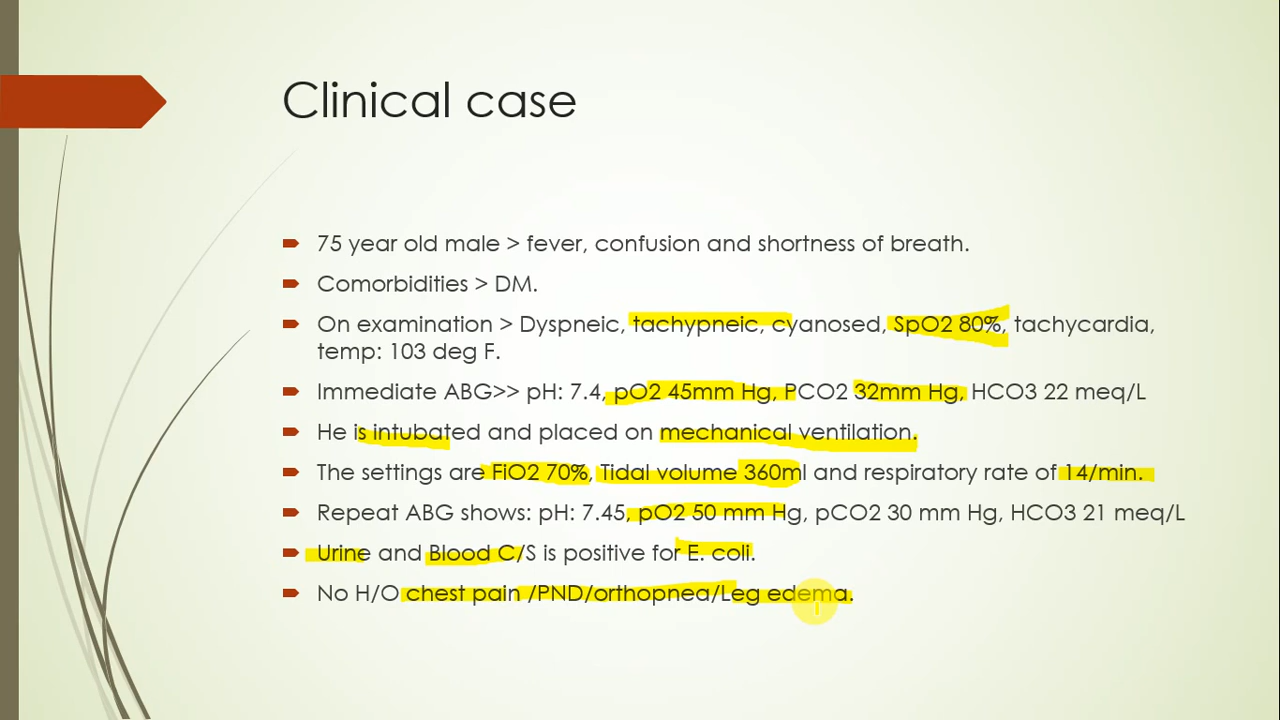 Clinical case
75 year old male > fever, confusion and shortness of breath.
Comorbidities > DM.
On examination > Dyspneic, tachypneic, cyanosed, SpO2 80%, tachycardia,
temp: 103 deg F.
Immediate ABG>> pH: 7.4, pO2 45mm Hg, PCO2 32mm Hg, HCO3 22 meq/L
He is intubated and placed on mechanical ventilation.
The settings are FiO2 70%, Tidal volume 360ml and respiratory rate of 14/min.
Repeat ABG shows: pH: 7.45, pO2 50 mm Hg, pCO2 30 mm Hg, HCO3 21 meq/L
Urine and Blood C/S is positive for E. coli.
No H/O chest pain /PND/orthopnea/Leg edema.